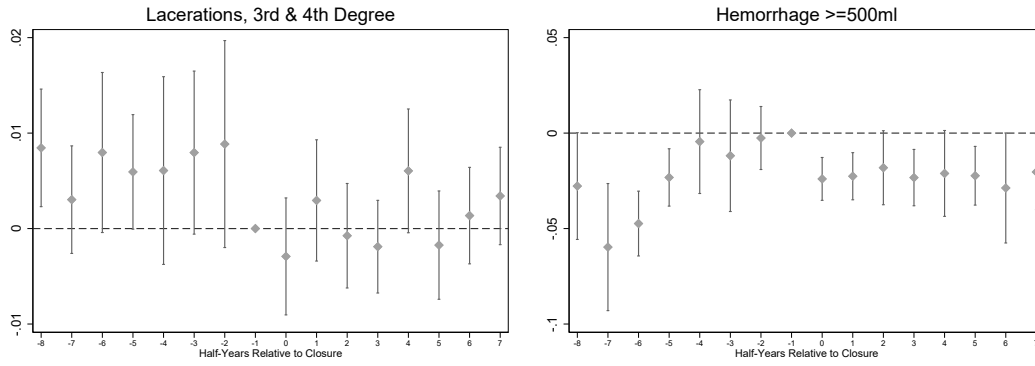 Lacerations, 3rd & 4th Degree
.02
.01
0
-.01
-8 -7 -6 -5 -4 -3 -2 -1 0 1 2 3 4 5 6 7
Half-Years Relative to Closure
Hemorrhage >=500ml
.05
0
-.05
-.1
-8 -7 -6 -5 -4 -3 -2 -1 0 1 2 3 4 5 6
Half-Years Relative to Closure